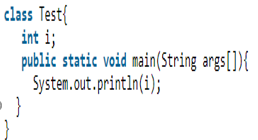 class Test{
int i;
public static void main(String args[]){
System.out.println(i);
}
}